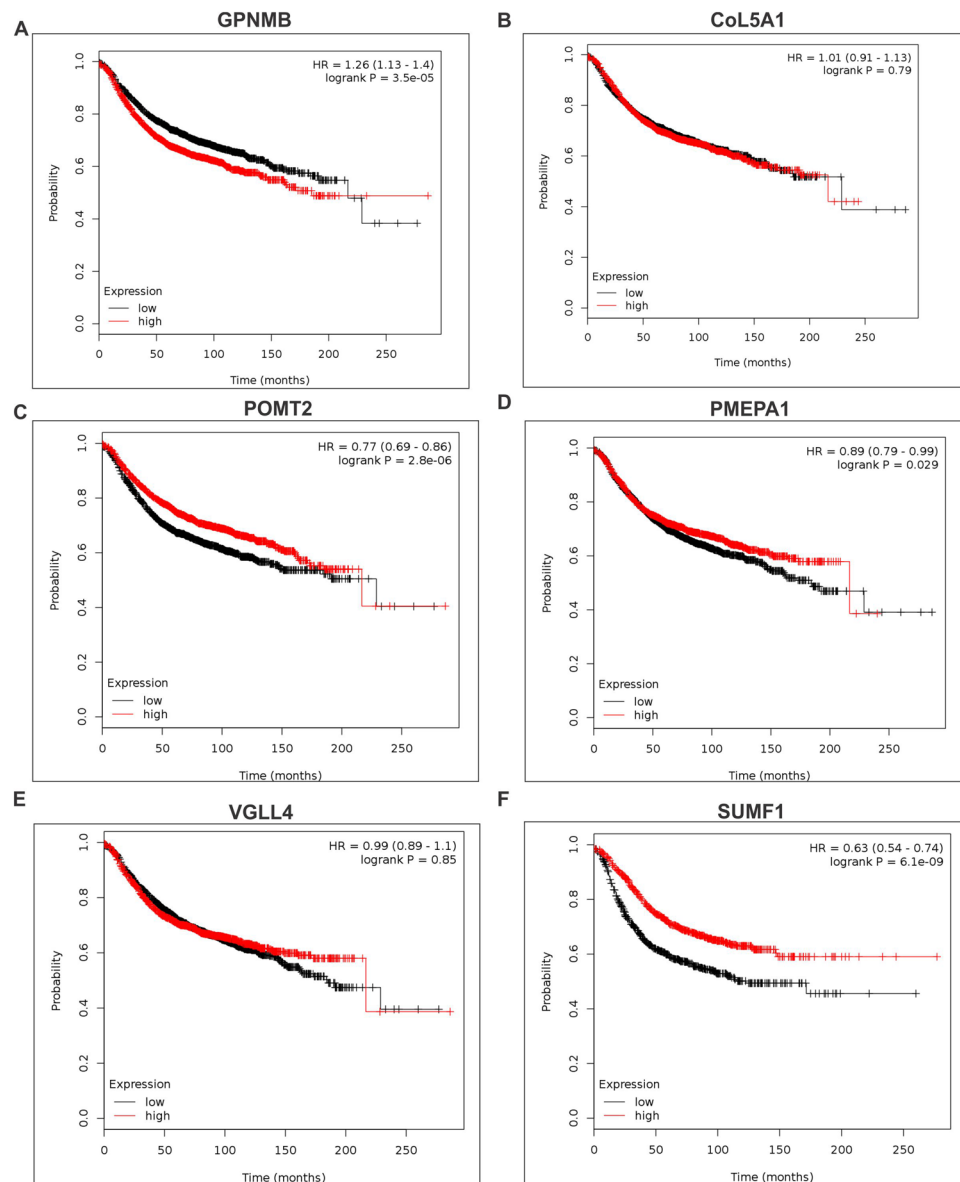 A
GPNMB
HR = 1.26 (1.13 - 1.4)
logrank P = 3.5e-05
Probability
0.0 0.2 0.4 0.6 0.8 1.0
Expression
low
high
0 50 100 150 200 250
Time (months)
B
CoL5A1
HR = 1.01 (0.91 - 1.13)
logrank P = 0.79
Probability
0.0 0.2 0.4 0.6 0.8 1.0
Expression
low
high
0 50 100 150 200 250
Time (months)
C
POMT2
HR = 0.77 (0.69 - 0.86)
logrank P = 2.8e-06
Probability
0.0 0.2 0.4 0.6 0.8 1.0
Expression
low
high
0 50 100 150 200 250
Time (months)
D
PMEPA1
HR = 0.89 (0.79 - 0.99)
logrank P = 0.029
Probability
0.0 0.2 0.4 0.6 0.8 1.0
Expression
low
high
0 50 100 150 200 250
Time (months)
E
VGLL4
HR = 0.99 (0.89 - 1.1)
logrank P = 0.85
Probability
0.0 0.2 0.4 0.6 0.8 1.0
Expression
low
high
0 50 100 150 200 250
Time (months)
F
SUMF1
HR = 0.63 (0.54 - 0.74)
logrank P = 6.1e-09
Probability
0.0 0.2 0.4 0.6 0.8 1.0
Expression
low
high
0 50 100 150 200 250
Time (months)